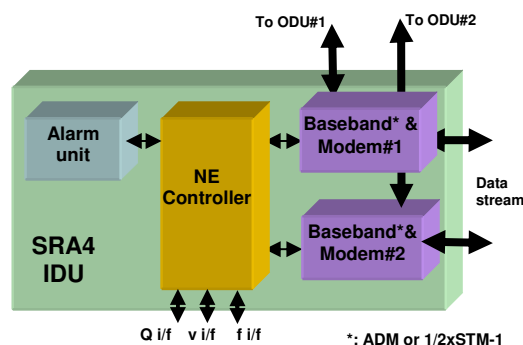 To ODU#1
To ODU#2
Alarm
unit
NE
Controller
Baseband* &
Modem#1
Data
stream
Baseband*&
Modem#2
SRA4
IDU
Q i/f
v i/f
f i/f
*: ADM or 1/2xSTM-1